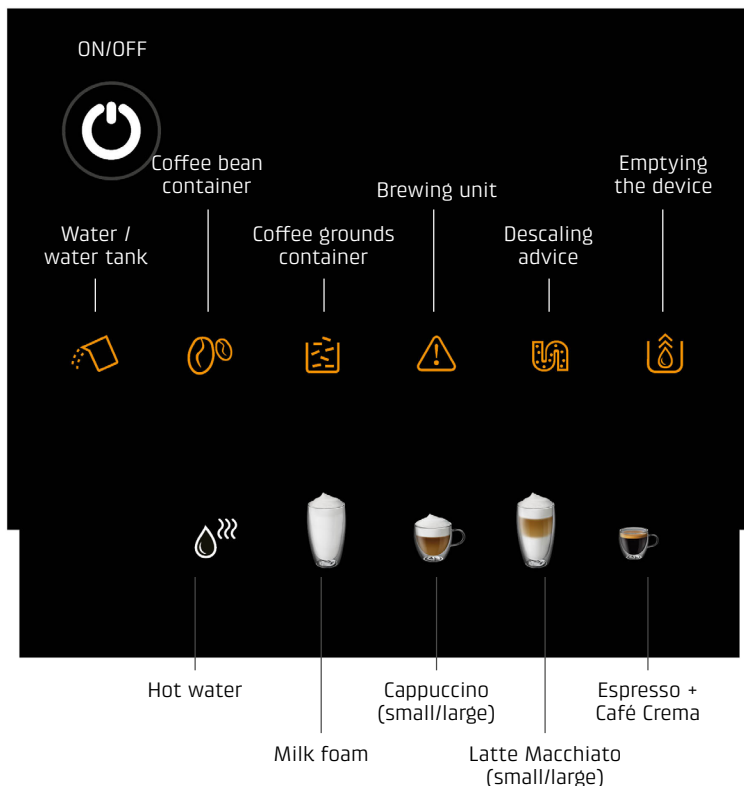 ON/OFF
Coffee bean
container
Brewing unit
Emptying
the device
Water /
water tank
Coffee grounds
container
Descaling
advice
Hot water
Cappuccino
(small/large)
Espresso +
Café Crema
Milk foam
Latte Macchiato
(small/large)